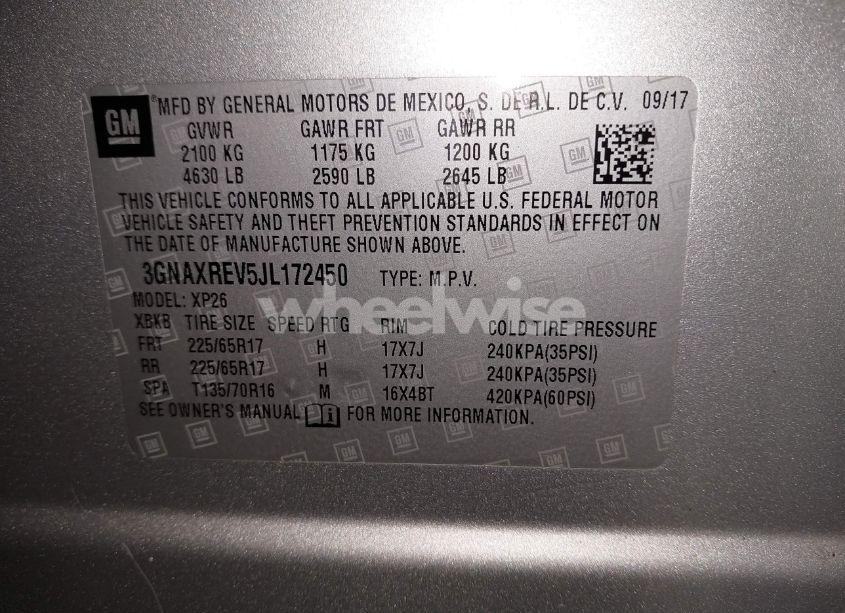 GM
®MFD BY GENERAL MOTORS DE MEXICO, S. DE R.L. DE C.V. 09/17
GVWR GAWR FRT GAWR RR
2100 KG 1175 KG 1200 KG
4630 LB 2590 LB 2645 LB
THIS VEHICLE CONFORMS TO ALL APPLICABLE U.S. FEDERAL MOTOR
VEHICLE SAFETY AND THEFT PREVENTION STANDARDS IN EFFECT ON
THE DATE OF MANUFACTURE SHOWN ABOVE.
3GNAXREV5JL172450 TYPE: M.P.V.
MODEL: XP26
wheelwise
XBKB TIRE SIZE SPEED RTG RIM COLD TIRE PRESSURE
FRT 225/65R17 H 17X7J 240KPA(35PSI)
RR 225/65R17 H 17X7J 240KPA(35PSI)
SPA T135/70R16 M 16X4BT 420KPA(60PSI)
SEE OWNER'S MANUAL FOR MORE INFORMATION.